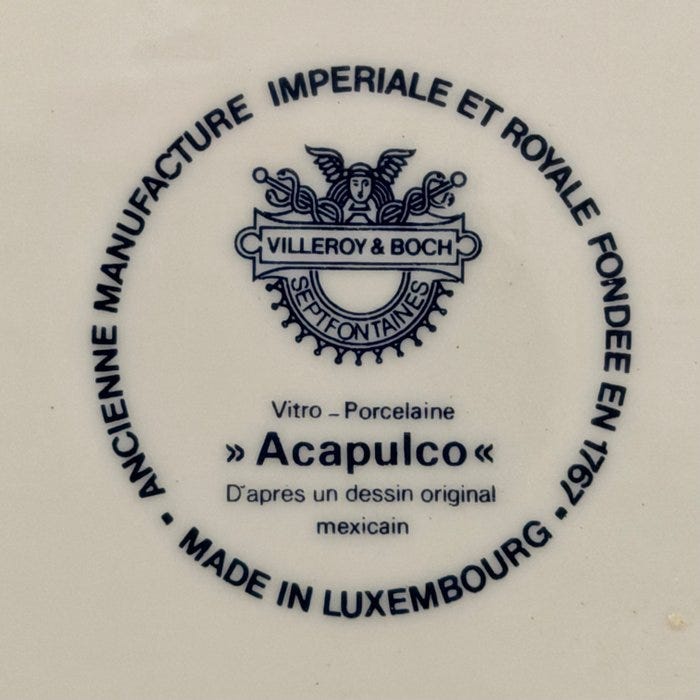 ANCIENNE MANUFACTURE IMPERIALE ET ROYALE FONDEE EN 1767
VILLEROY & BOCH
SEPTFONTAINES
Vitro - Porcelaine
» Acapulco «
D'apres un dessin original
mexicain
• MADE IN LUXEMBOURG •